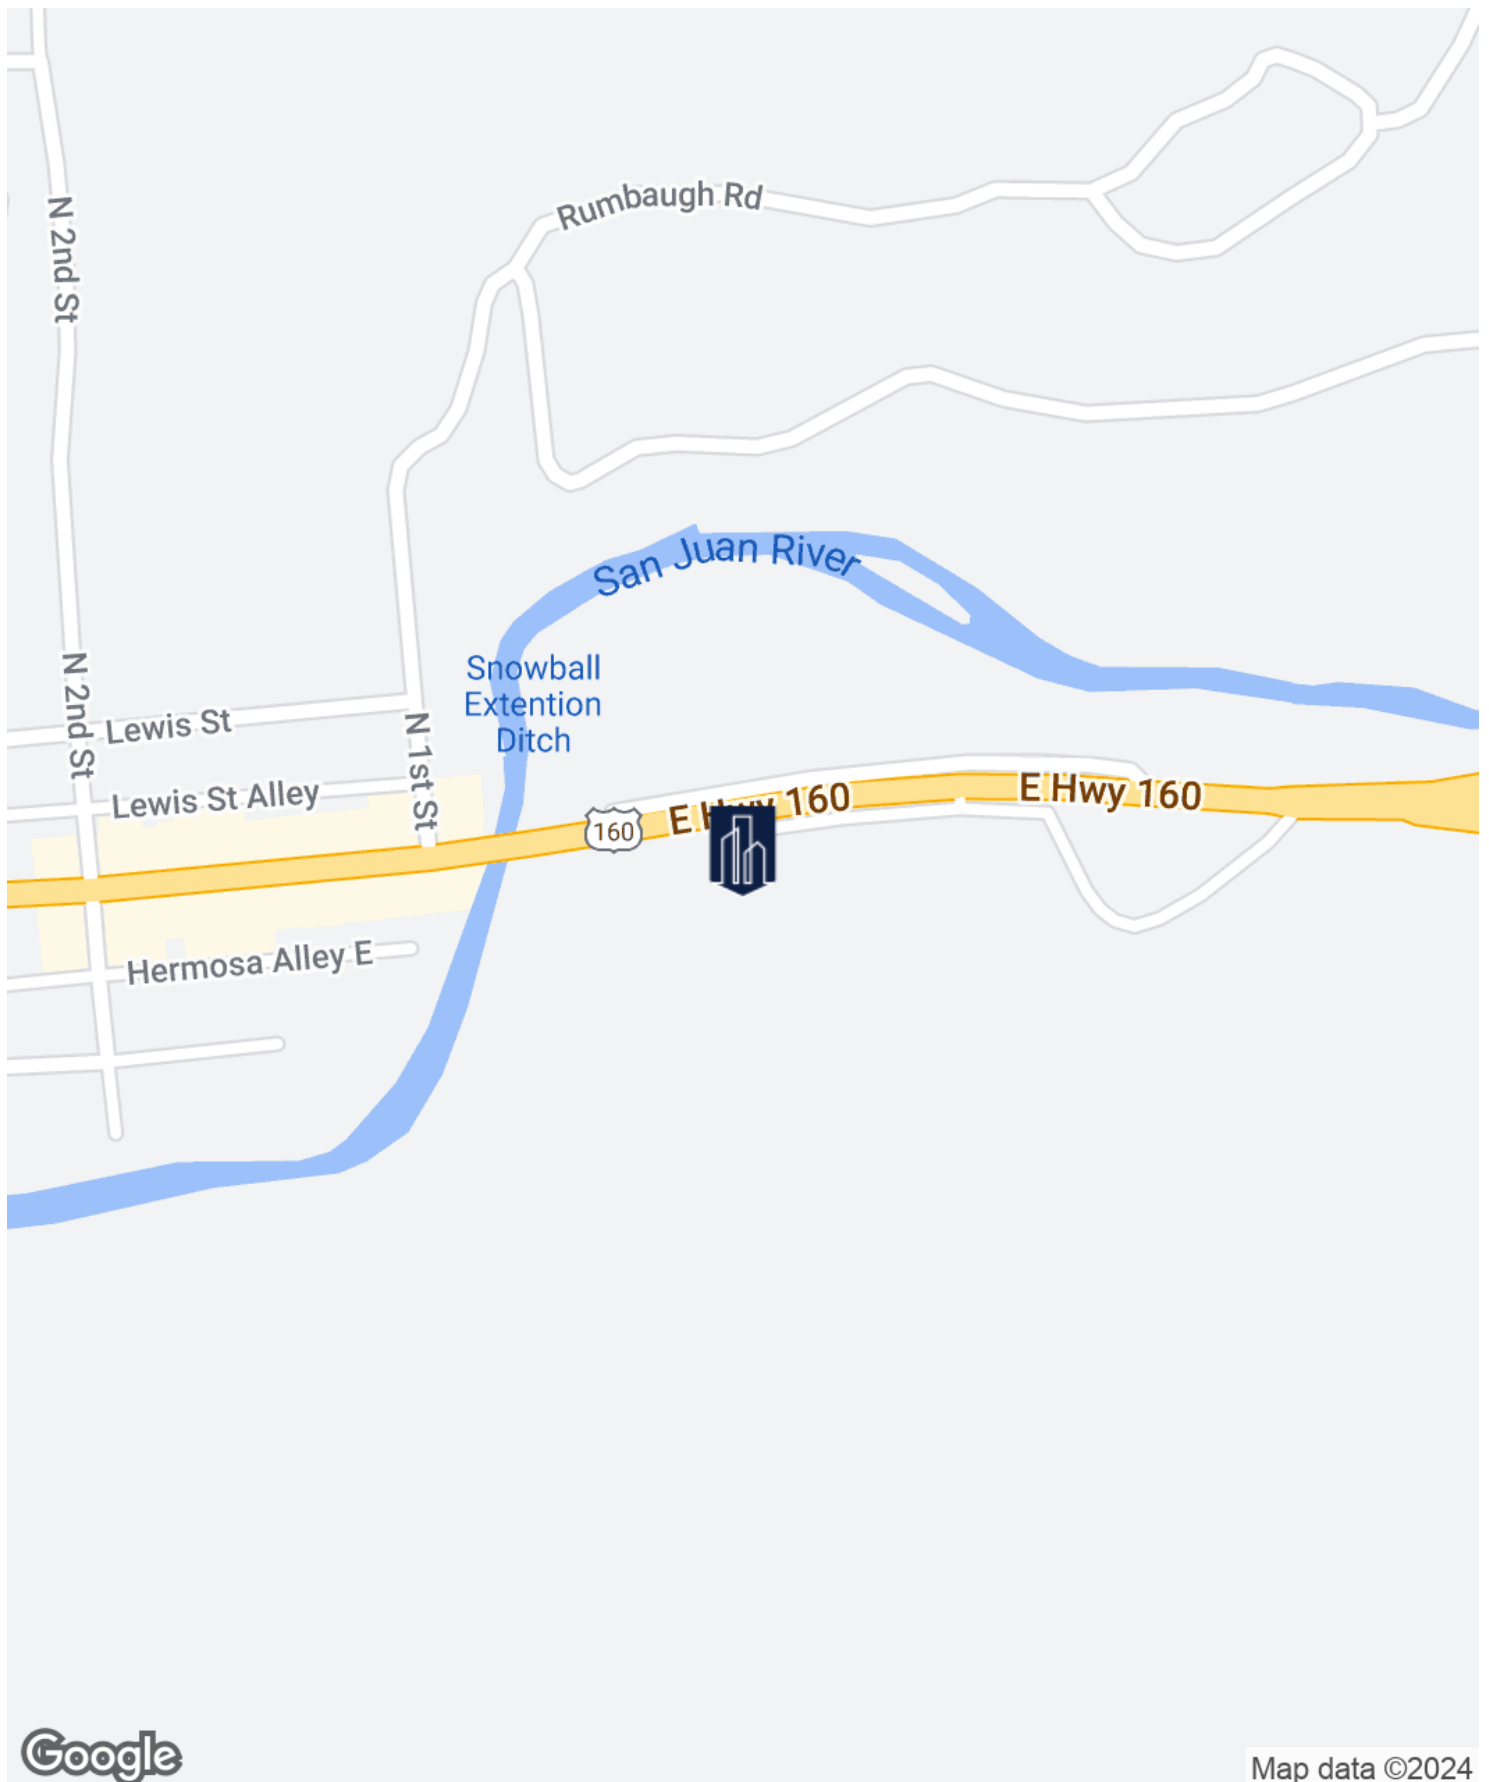 Rumbaugh Rd
N 2nd St
San Juan River
Snowball
Extention
Ditch
N 2nd St
Lewis St
N 1st St
Lewis St Alley
E Hwy 160
E Hwy 160
160
Hermosa Alley E
Google
Map data ©2024